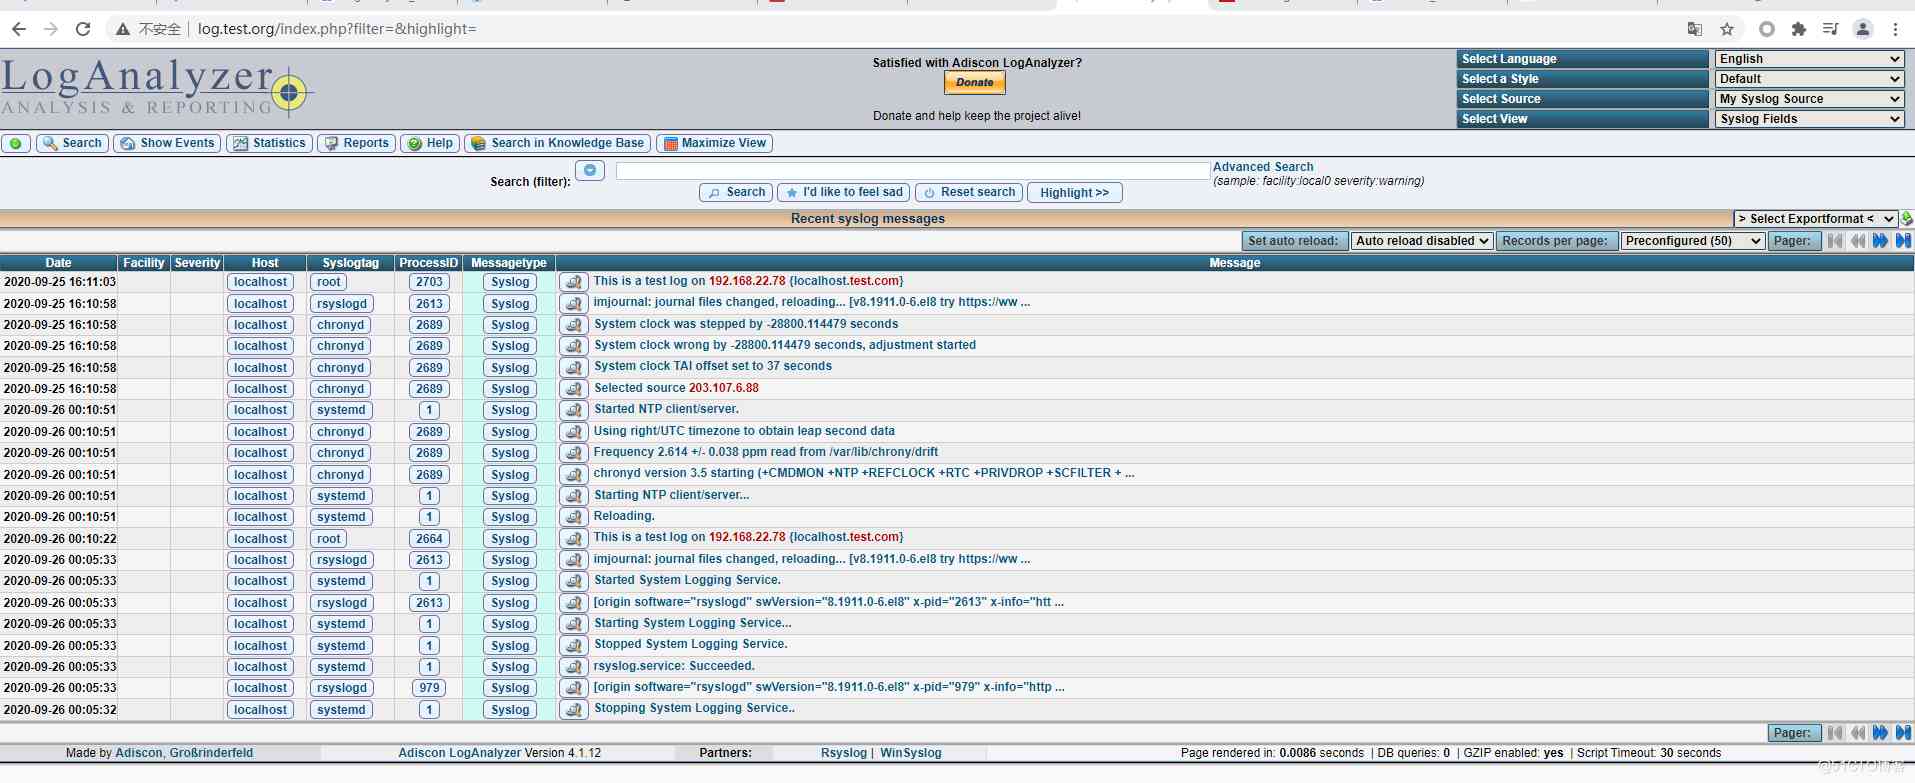 不安全 | log.test.org/index.php?filter=&highlight=
LogAnalyzer
ANALYSIS & REPORTING
Satisfied with Adiscon LogAnalyzer?
Donate
Donate and help keep the project alive!
Select Language English
Select a Style Default
Select Source My Syslog Source
Select View Syslog Fields
Search Show Events Statistics Reports Help Search in Knowledge Base Maximize View
Search (filter): Advanced Search
(sample: facility:local0 severity:warning)
Search I'd like to feel sad Reset search Highlight >>
Recent syslog messages > Select Exportformat <
Set auto reload: Auto reload disabled Records per page: Preconfigured (50) Pager:
Date Facility Severity Host Syslogtag ProcessID Messagetype Message
2020-09-25 16:11:03 localhost root 2703 Syslog This is a test log on 192.168.22.78 {localhost.test.com}
2020-09-25 16:10:58 localhost rsyslogd 2613 Syslog imjournal: journal files changed, reloading... [v8.1911.0-6.el8 try https://ww ...
2020-09-25 16:10:58 localhost chronyd 2689 Syslog System clock was stepped by -28800.114479 seconds
2020-09-25 16:10:58 localhost chronyd 2689 Syslog System clock wrong by -28800.114479 seconds, adjustment started
2020-09-25 16:10:58 localhost chronyd 2689 Syslog System clock TAI offset set to 37 seconds
2020-09-25 16:10:58 localhost chronyd 2689 Syslog Selected source 203.107.6.88
2020-09-26 00:10:51 localhost systemd 1 Syslog Started NTP client/server.
2020-09-26 00:10:51 localhost chronyd 2689 Syslog Using right/UTC timezone to obtain leap second data
2020-09-26 00:10:51 localhost chronyd 2689 Syslog Frequency 2.614 +/- 0.038 ppm read from /var/lib/chrony/drift
2020-09-26 00:10:51 localhost chronyd 2689 Syslog chronyd version 3.5 starting (+CMDMON +NTP +REFCLOCK +RTC +PRIVDROP +SCFILTER + ...
2020-09-26 00:10:51 localhost systemd 1 Syslog Starting NTP client/server...
2020-09-26 00:10:51 localhost systemd 1 Syslog Reloading.
2020-09-26 00:10:22 localhost root 2664 Syslog This is a test log on 192.168.22.78 {localhost.test.com}
2020-09-26 00:05:33 localhost rsyslogd 2613 Syslog imjournal: journal files changed, reloading... [v8.1911.0-6.el8 try https://ww ...
2020-09-26 00:05:33 localhost systemd 1 Syslog Started System Logging Service.
2020-09-26 00:05:33 localhost rsyslogd 2613 Syslog [origin software="rsyslogd" swVersion="8.1911.0-6.el8" x-pid="2613" x-info="htt ...
2020-09-26 00:05:33 localhost systemd 1 Syslog Starting System Logging Service...
2020-09-26 00:05:33 localhost systemd 1 Syslog Stopped System Logging Service.
2020-09-26 00:05:33 localhost systemd 1 Syslog rsyslog.service: Succeeded.
2020-09-26 00:05:33 localhost rsyslogd 979 Syslog [origin software="rsyslogd" swVersion="8.1911.0-6.el8" x-pid="979" x-info="http ...
2020-09-26 00:05:32 localhost systemd 1 Syslog Stopping System Logging Service..
Pager:
Made by Adiscon, Großrinderfeld Adiscon LogAnalyzer Version 4.1.12 Partners: Rsyslog | WinSyslog Page rendered in: 0.0086 seconds | DB queries: 0 | GZIP enabled: yes | Script Timeout: 30 seconds
@51CTO博客